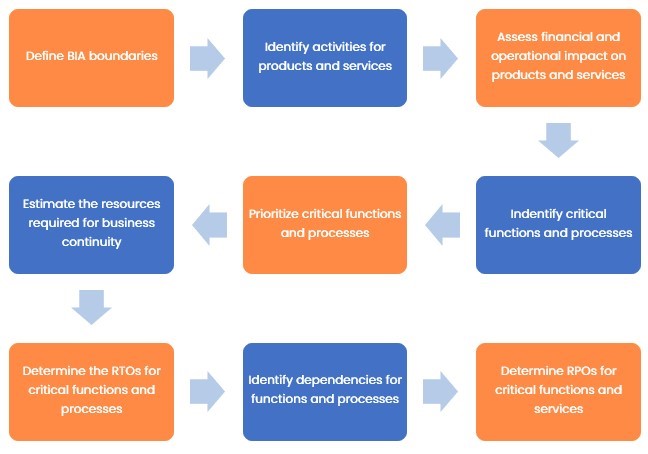 Define BIA boundaries
Identify activities for
products and services
Assess financial and
operational impact on
products and services
Indentify critical
functions and processes
Prioritize critical functions
and processes
Estimate the resources
required for business
continuity
Determine the RTOs for
critical functions and
processes
Identify dependencies for
functions and processes
Determine RPOs for
critical functions and
services